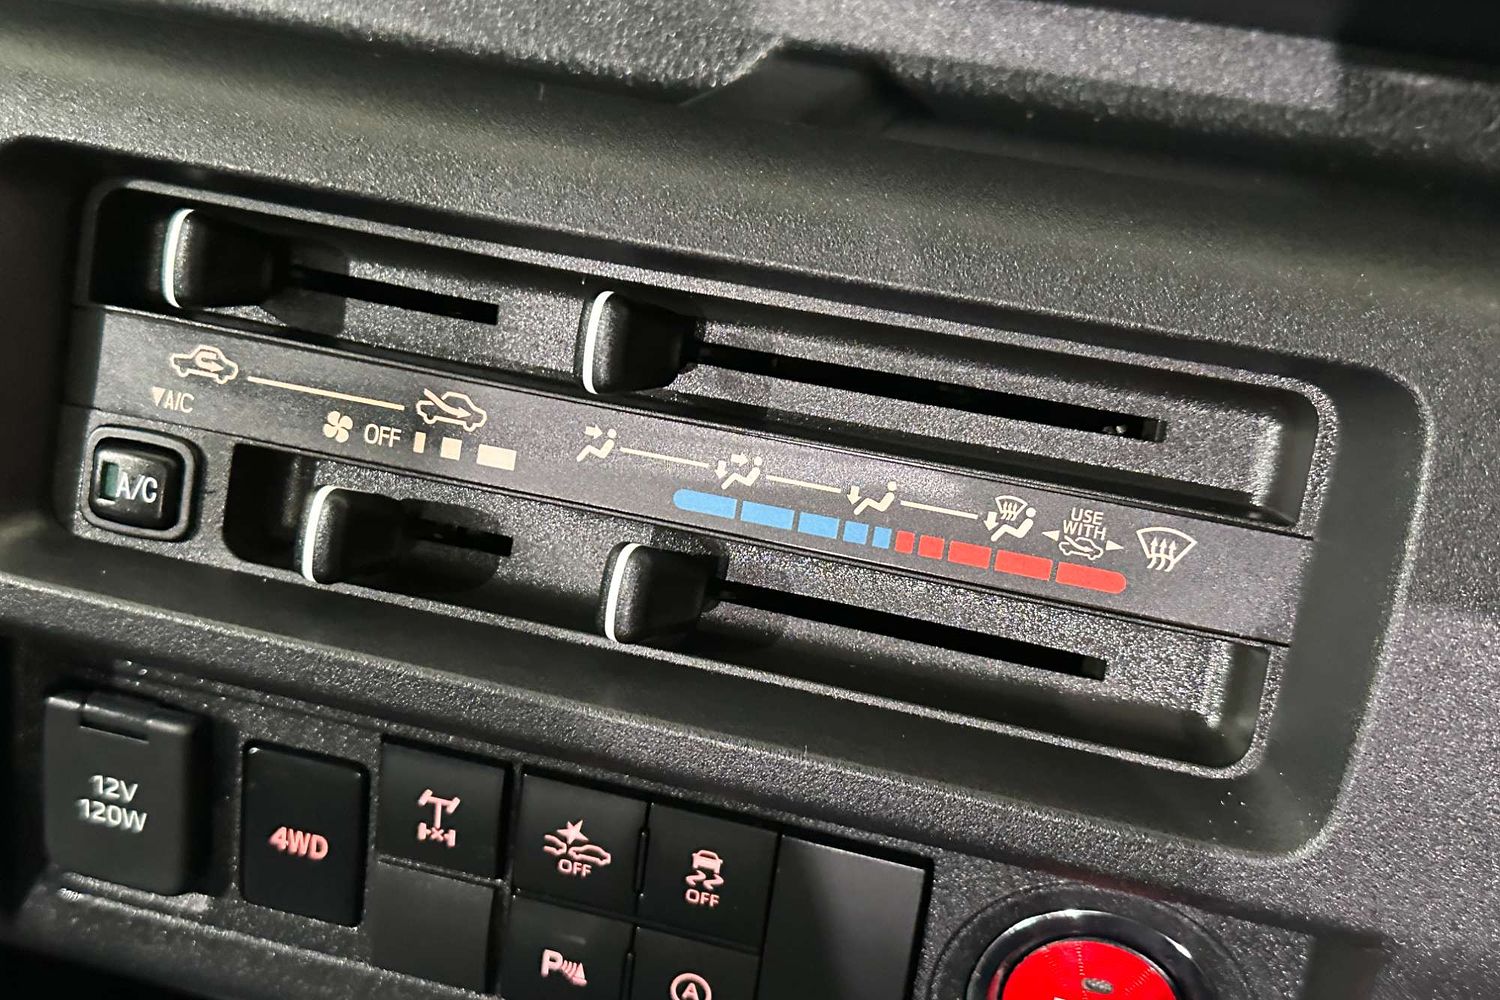 ▼A/C
OFF
A/C
USE
WITH
12V
120W
4WD
OFF
OFF
P
A